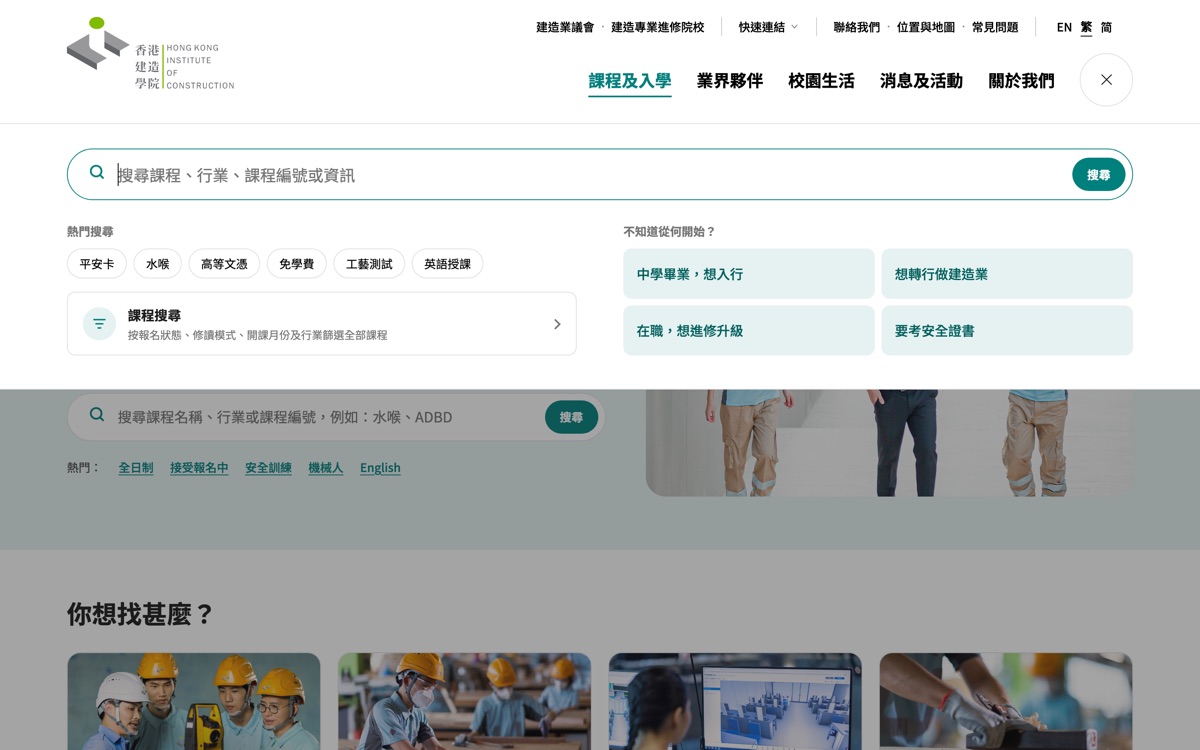 香港
建造
學院
HONG KONG
INSTITUTE
OF
CONSTRUCTION
建造業議會 · 建造專業進修院校
快速連結
聯絡我們 · 位置與地圖 · 常見問題
EN 繁 简
課程及入學 業界夥伴 校園生活 消息及活動 關於我們
搜尋課程、行業、課程編號或資訊
搜尋
熱門搜尋
平安卡 水喉 高等文憑 免學費 工藝測試 英語授課
課程搜尋
按報名狀態、修讀模式、開課月份及行業篩選全部課程
不知道從何開始？
中學畢業，想入行
想轉行做建造業
在職，想進修升級
要考安全證書
搜尋課程名稱、行業或課程編號，例如：水喉、ADBD
搜尋
熱門： 全日制 接受報名中 安全訓練 機械人 English
你想找甚麼？